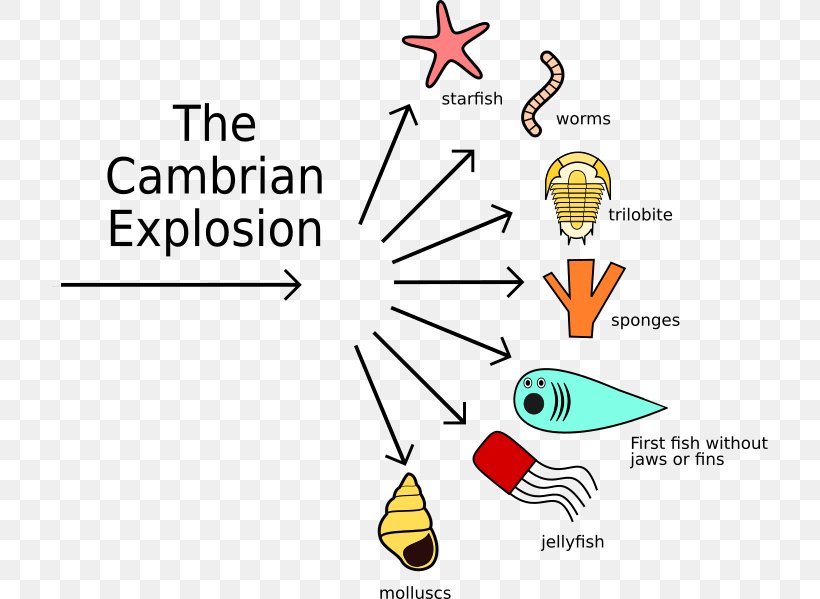 The
Cambrian
Explosion
starfish
worms
trilobite
sponges
First fish without
jaws or fins
jellyfish
molluscs